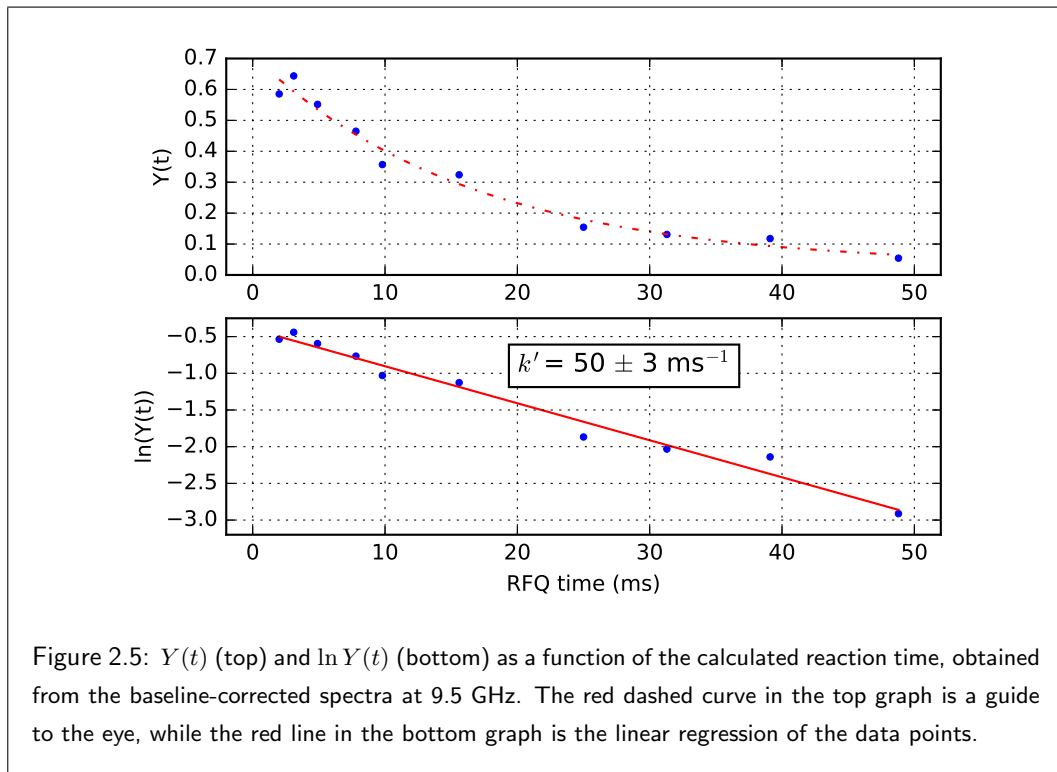 0.7
0.6
0.5
0.4
0.3
0.2
0.1
0.0
Y(t)
0 10 20 30 40 50
−0.5
−1.0
−1.5
−2.0
−2.5
−3.0
ln(Y(t))
k′ = 50 ± 3 ms⁻¹
0 10 20 30 40 50
RFQ time (ms)
Figure 2.5: Y(t) (top) and ln Y(t) (bottom) as a function of the calculated reaction time, obtained
from the baseline-corrected spectra at 9.5 GHz. The red dashed curve in the top graph is a guide
to the eye, while the red line in the bottom graph is the linear regression of the data points.